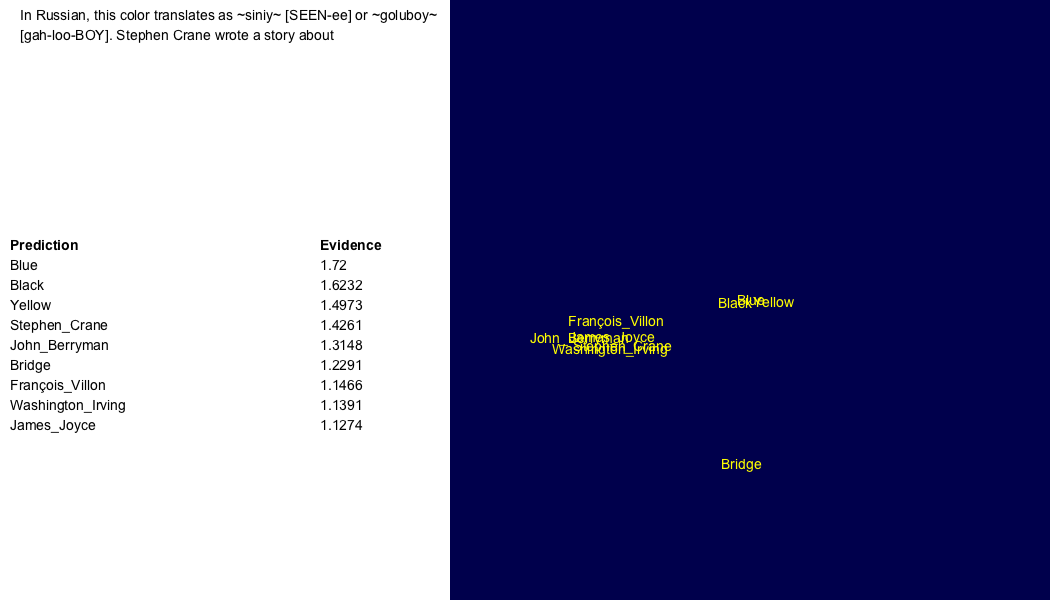 In Russian, this color translates as ~siniy~ [SEEN-ee] or ~goluboy~
[gah-loo-BOY]. Stephen Crane wrote a story about
Prediction Evidence
Blue 1.72
Black 1.6232
Yellow 1.4973
Stephen_Crane 1.4261
John_Berryman 1.3148
Bridge 1.2291
François_Villon 1.1466
Washington_Irving 1.1391
James_Joyce 1.1274
Blue
Black Yellow
François_Villon
John_Berryman James_Joyce
Stephen_Crane
Washington_Irving
Bridge